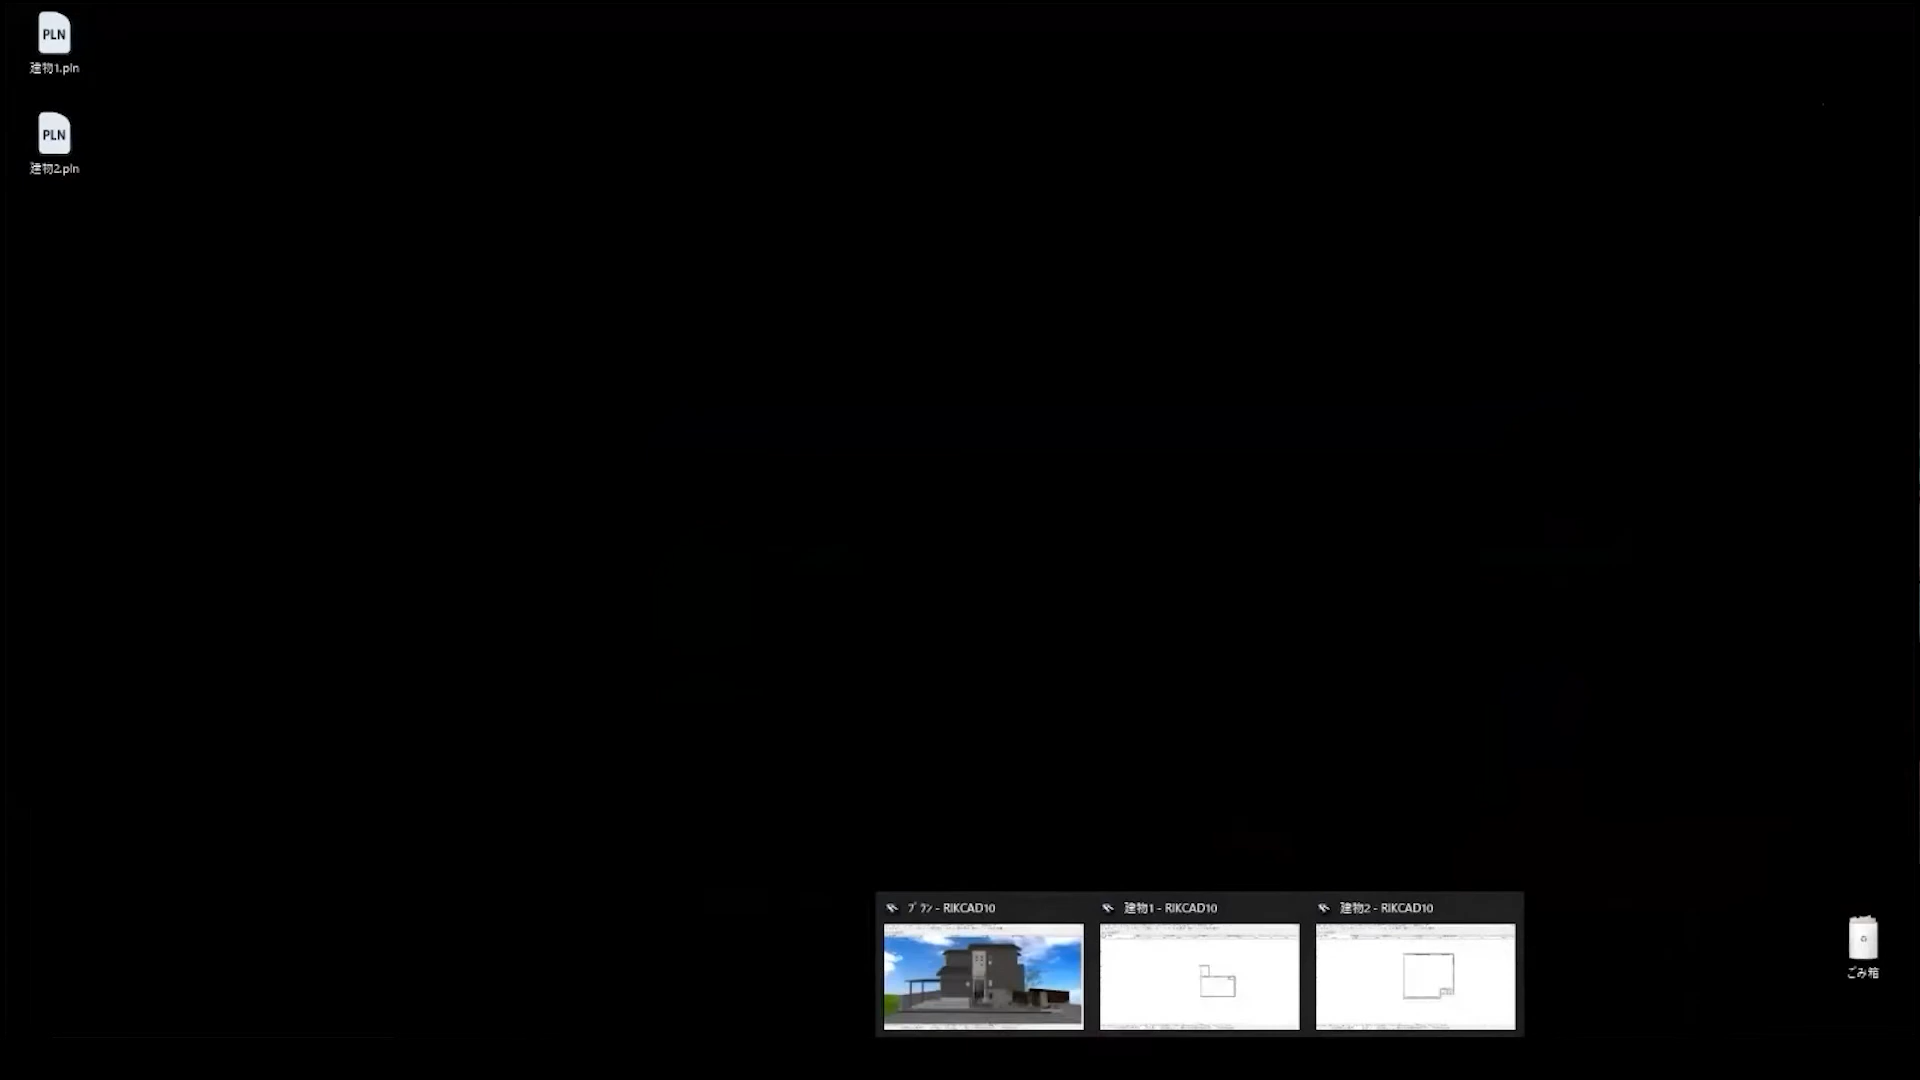 PLN
建物1.pln
PLN
建物2.pln
プラン - RIKCAD10
建物1 - RIKCAD10
建物2 - RIKCAD10
ごみ箱